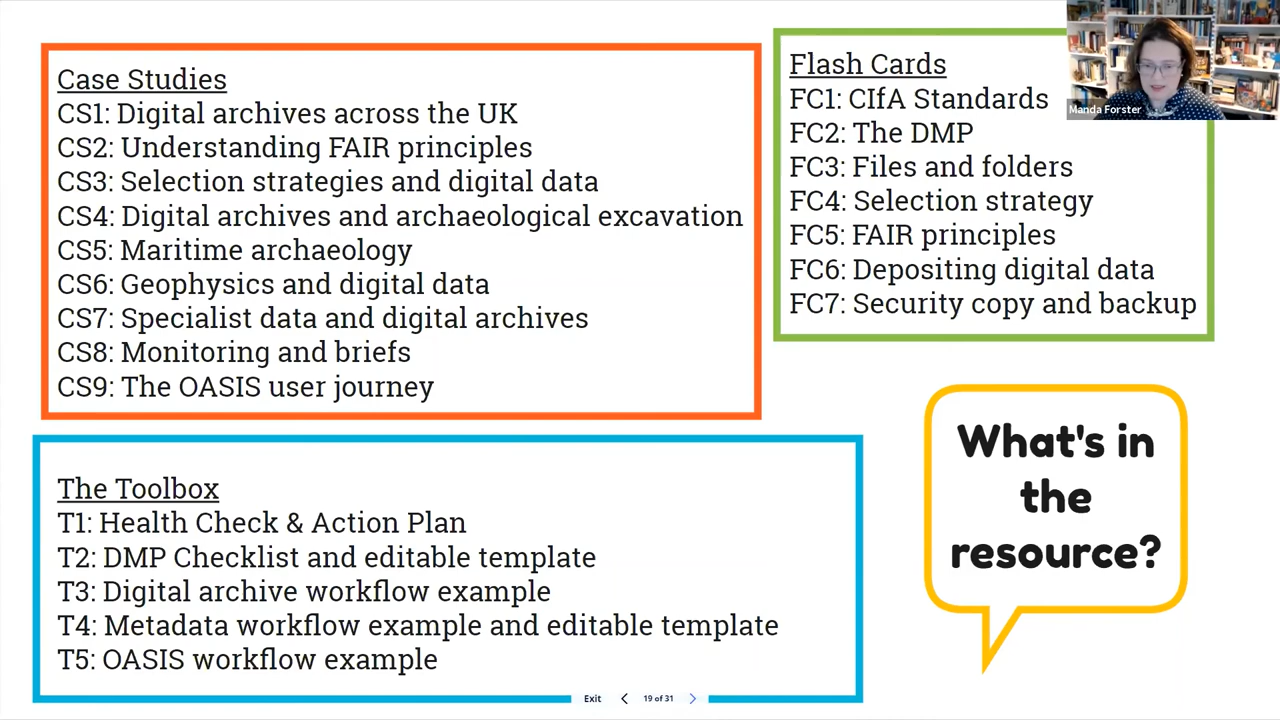 Case Studies
CS1: Digital archives across the UK
CS2: Understanding FAIR principles
CS3: Selection strategies and digital data
CS4: Digital archives and archaeological excavation
CS5: Maritime archaeology
CS6: Geophysics and digital data
CS7: Specialist data and digital archives
CS8: Monitoring and briefs
CS9: The OASIS user journey
Flash Cards
FC1: CIfA Standards
FC2: The DMP
FC3: Files and folders
FC4: Selection strategy
FC5: FAIR principles
FC6: Depositing digital data
FC7: Security copy and backup
Manda Forster
The Toolbox
T1: Health Check & Action Plan
T2: DMP Checklist and editable template
T3: Digital archive workflow example
T4: Metadata workflow example and editable template
T5: OASIS workflow example
What's in
the
resource?
Exit
19 of 31